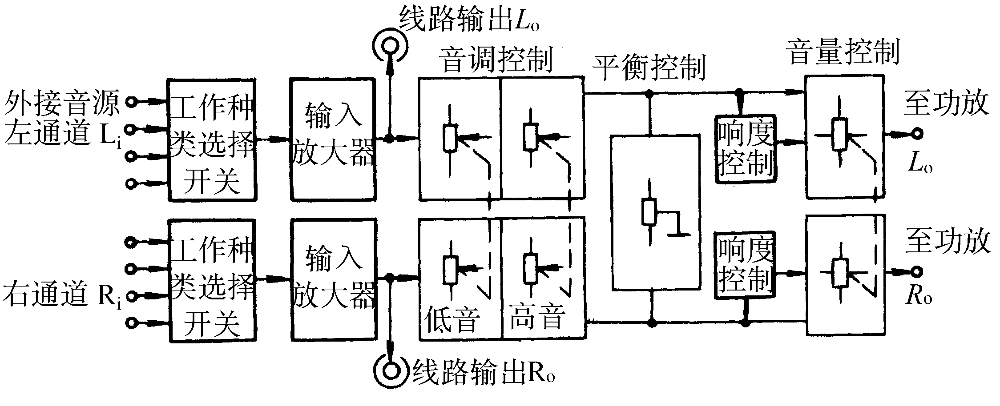 线路输出Lo
音调控制
平衡控制
音量控制
外接音源
左通道 Li
工作种
类选择
开关
输入
放大器
响度
控制
至功放
Lo
右通道 Ri
工作种
类选择
开关
输入
放大器
低音
高音
响度
控制
至功放
Ro
线路输出Ro